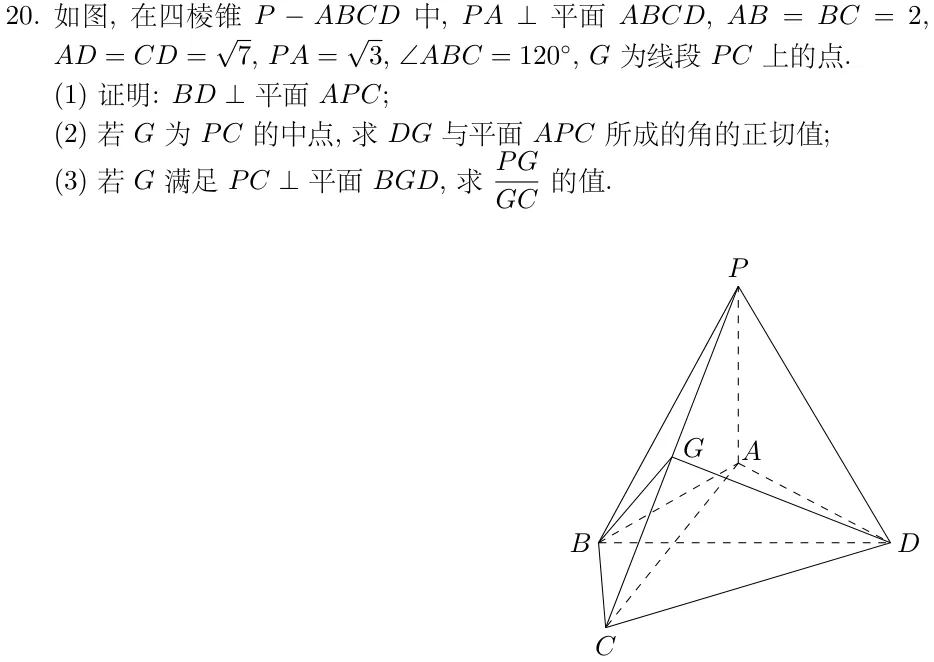 20. 如图, 在四棱锥 P − ABCD 中, PA ⊥ 平面 ABCD, AB = BC = 2,
AD = CD = √7, PA = √3, ∠ABC = 120°, G 为线段 PC 上的点.
(1) 证明: BD ⊥ 平面 APC;
(2) 若 G 为 PC 的中点, 求 DG 与平面 APC 所成的角的正切值;
(3) 若 G 满足 PC ⊥ 平面 BGD, 求 PG/GC 的值.
P
G
A
B
D
C